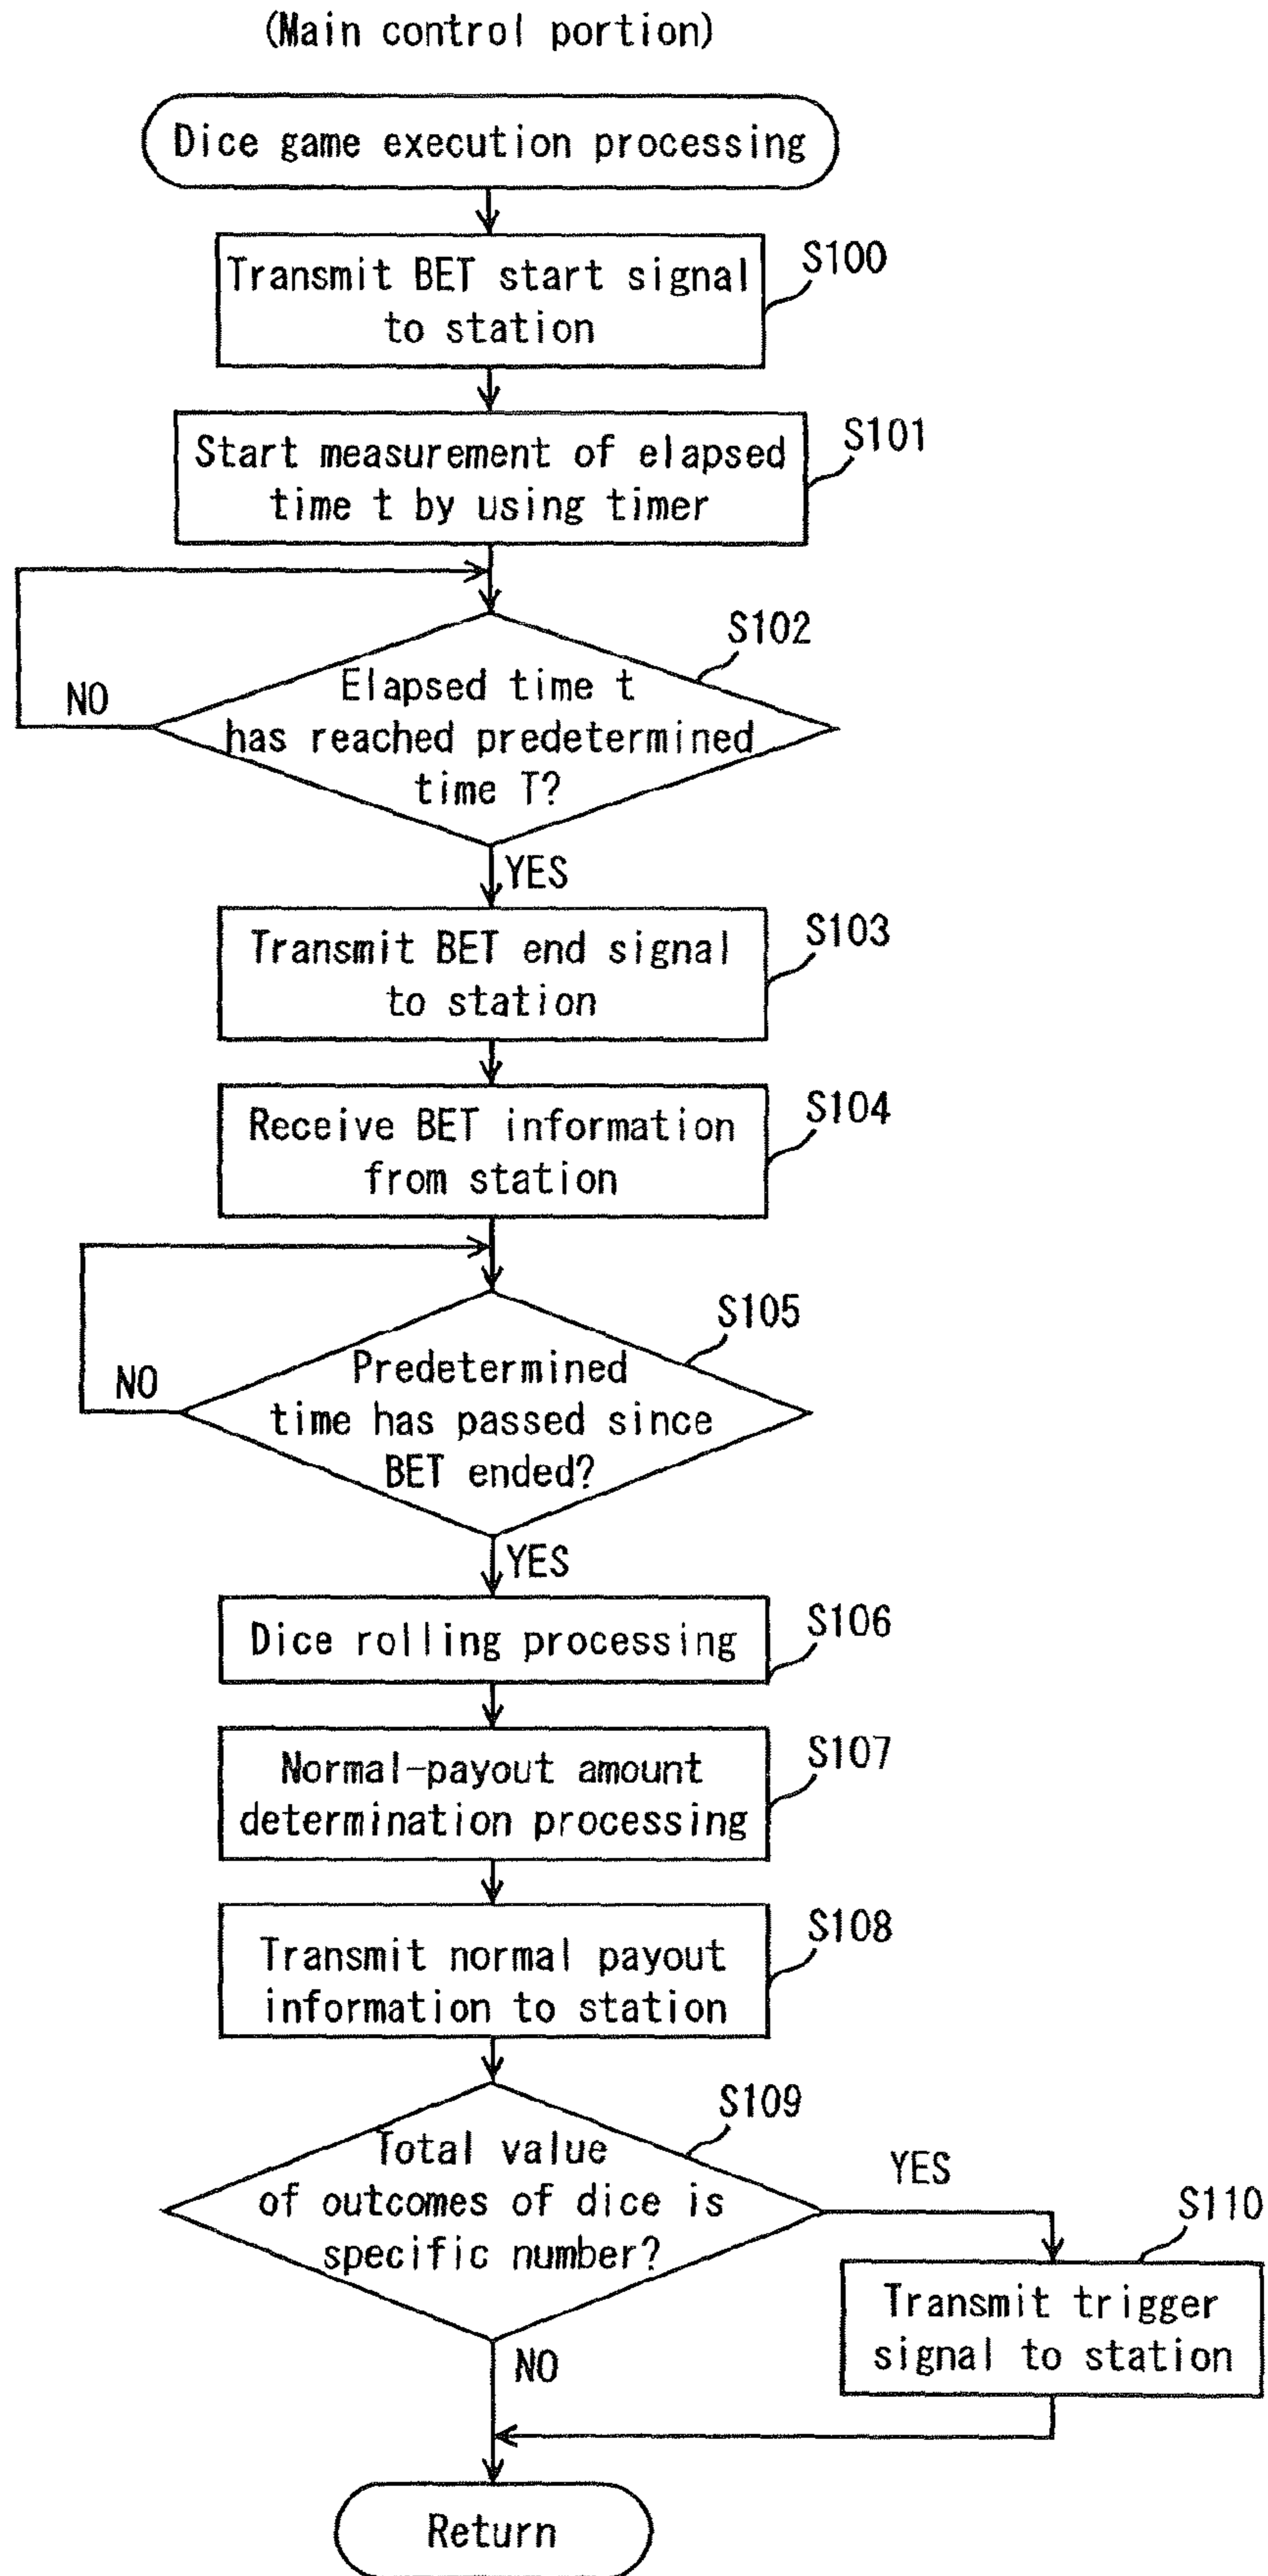 (Main control portion)
Dice game execution processing
S100
Transmit BET start signal
to station
S101
Start measurement of elapsed
time t by using timer
S102
Elapsed time t
has reached predetermined
time T?
NO
YES
S103
Transmit BET end signal
to station
S104
Receive BET information
from station
S105
Predetermined
time has passed since
BET ended?
NO
YES
S106
Dice rolling processing
S107
Normal-payout amount
determination processing
S108
Transmit normal payout
information to station
S109
Total value
of outcomes of dice is
specific number?
YES
S110
Transmit trigger
signal to station
NO
Return